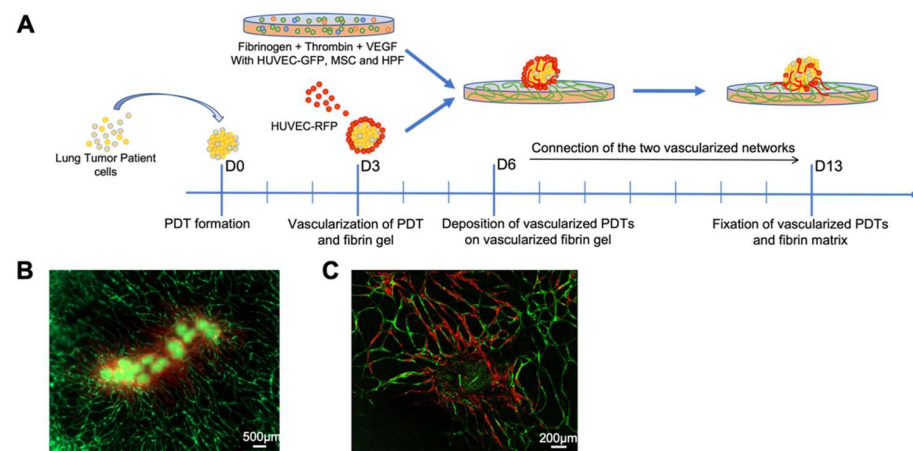 A
Fibrinogen + Thrombin + VEGF
With HUVEC-GFP, MSC and HPF
HUVEC-RFP
Lung Tumor Patient
cells
D0
D3
D6
Connection of the two vascularized networks
D13
PDT formation
Vascularization of PDT
and fibrin gel
Deposition of vascularized PDTs
on vascularized fibrin gel
Fixation of vascularized PDTs
and fibrin matrix
B
500µm
C
200µm